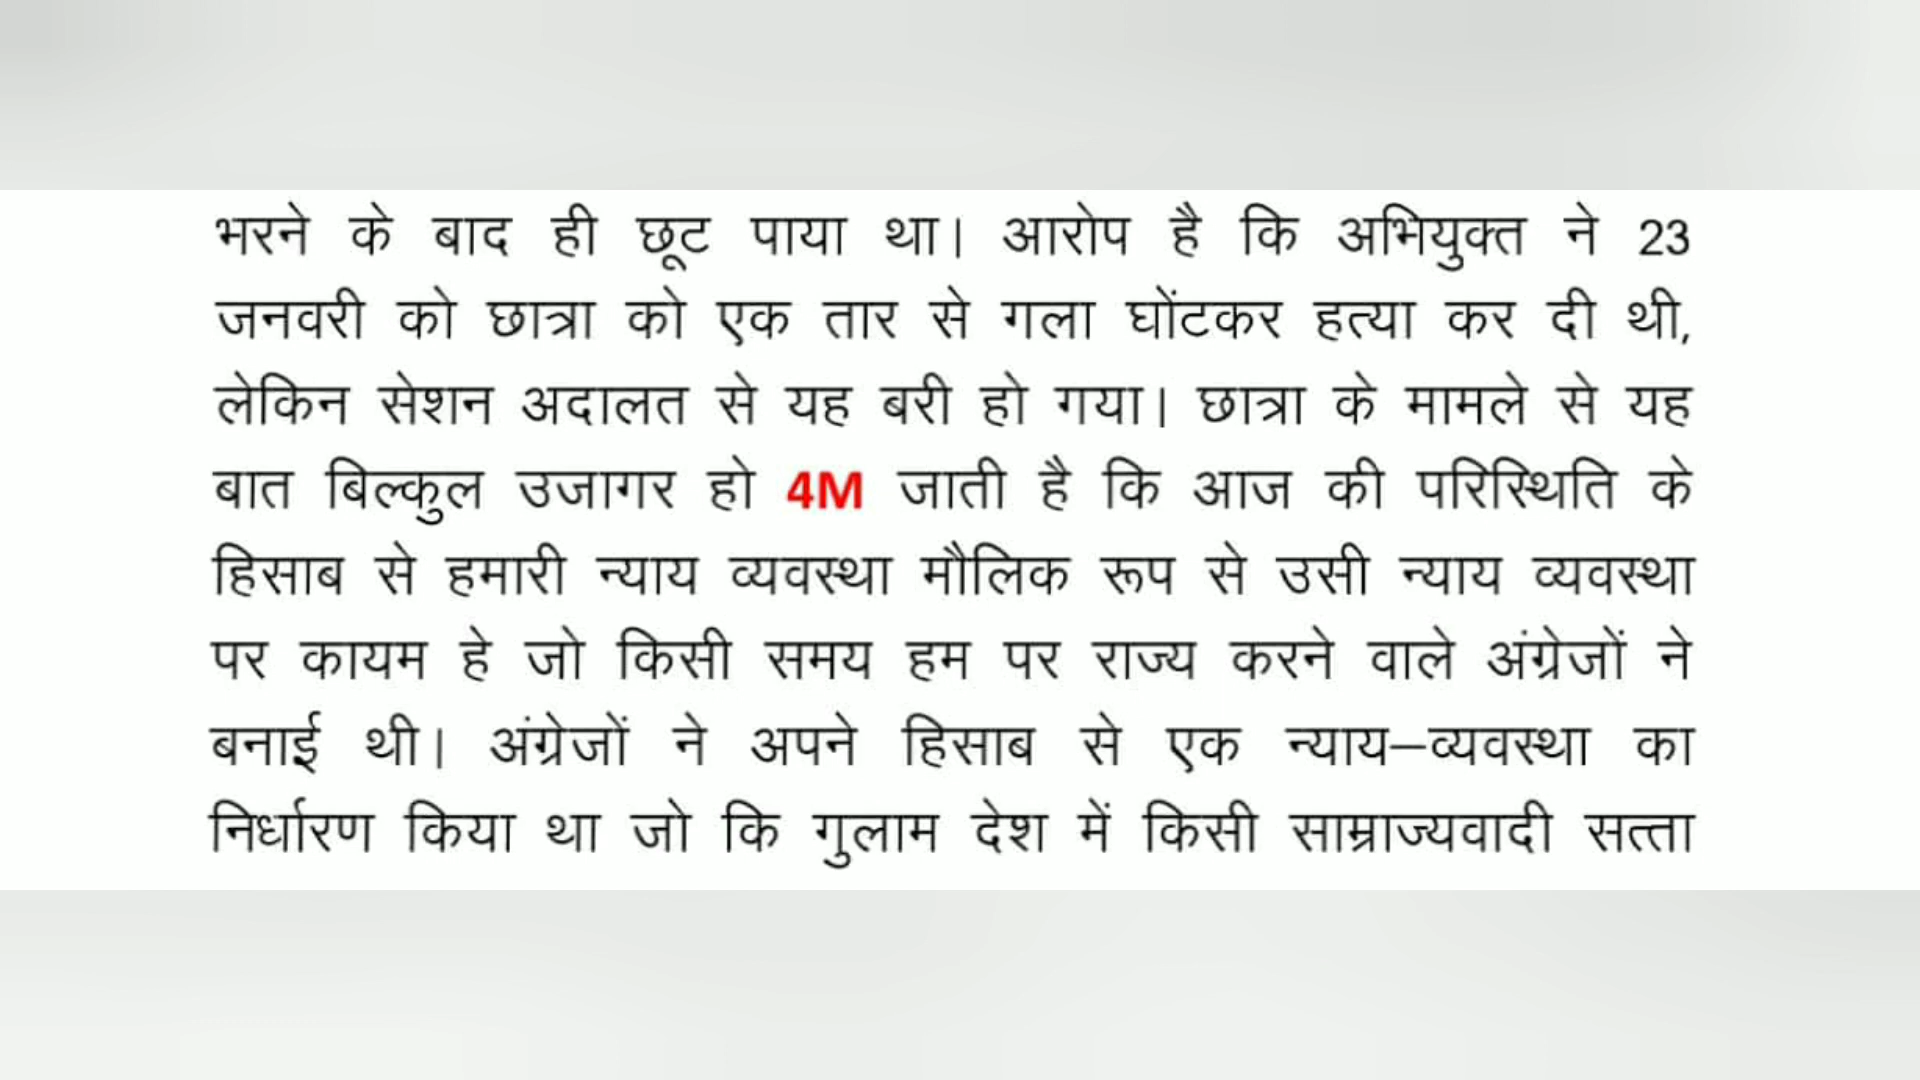 भरने के बाद ही छूट पाया था। आरोप है कि अभियुक्त ने 23
जनवरी को छात्रा को एक तार से गला घोंटकर हत्या कर दी थी,
लेकिन सेशन अदालत से यह बरी हो गया। छात्रा के मामले से यह
बात बिल्कुल उजागर हो 4M जाती है कि आज की परिस्थिति के
हिसाब से हमारी न्याय व्यवस्था मौलिक रूप से उसी न्याय व्यवस्था
पर कायम हे जो किसी समय हम पर राज्य करने वाले अंग्रेजों ने
बनाई थी। अंग्रेजों ने अपने हिसाब से एक न्याय–व्यवस्था का
निर्धारण किया था जो कि गुलाम देश में किसी साम्राज्यवादी सत्ता